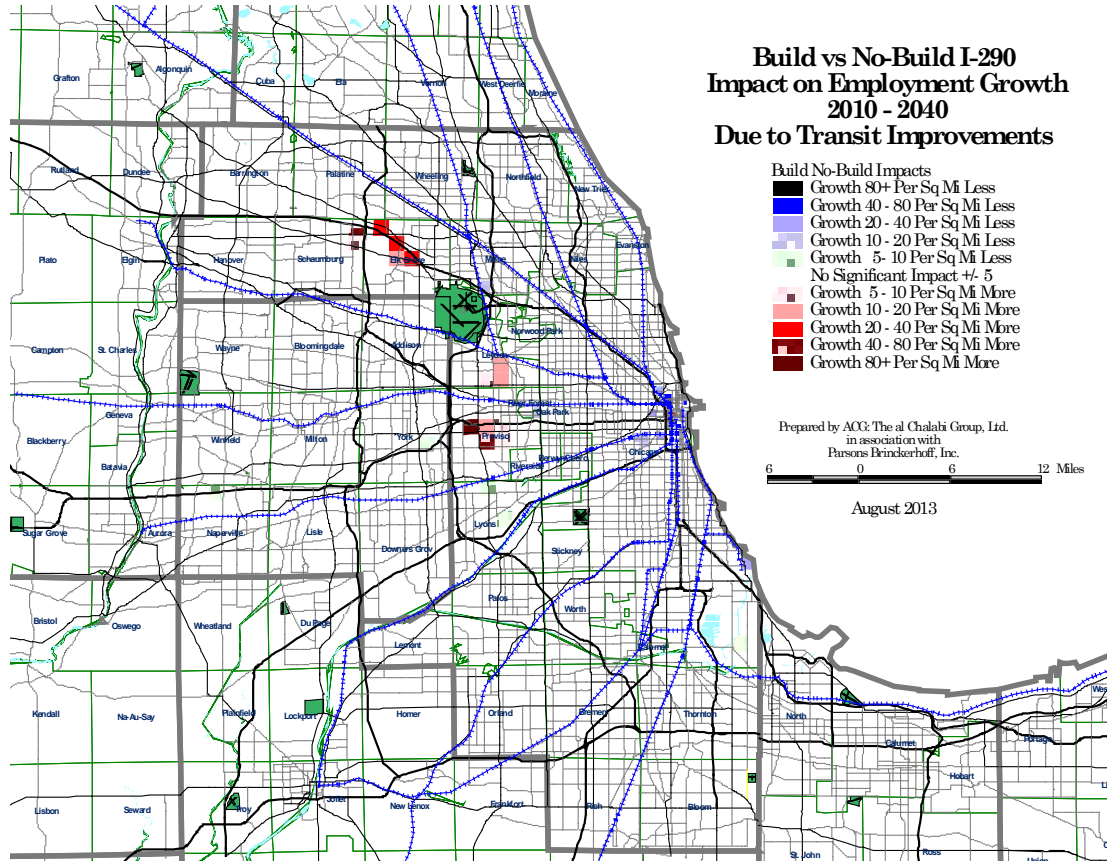 Build vs No-Build I-290
Impact on Employment Growth
2010 - 2040
Due to Transit Improvements
Build No-Build Impacts
Growth 80+ Per Sq Mi Less
Growth 40 - 80 Per Sq Mi Less
Growth 20 - 40 Per Sq Mi Less
Growth 10 - 20 Per Sq Mi Less
Growth 5 - 10 Per Sq Mi Less
No Significant Impact +/- 5
Growth 5 - 10 Per Sq Mi More
Growth 10 - 20 Per Sq Mi More
Growth 20 - 40 Per Sq Mi More
Growth 40 - 80 Per Sq Mi More
Growth 80+ Per Sq Mi More
Prepared by ACG: The al Chalabi Group, Ltd.
in association with
Parsons Brinckerhoff, Inc.
6 0 6 12 Miles
August 2013
Grafton
Algonquin
Cuba
Ela
Vernon
West Deerfie
Moraine
Rutland
Dundee
Barrington
Palatine
Wheeling
Northfield
New Trier
Plato
Elgin
Hanover
Schaumburg
Elk Grove
Maine
Niles
Evanston
Campton
St. Charles
Wayne
Bloomingdale
Addison
Leyden
Norwood Park
Geneva
River Forest
Oak Park
Blackberry
Batavia
Winfield
Milton
York
Proviso
Riverside
Chicago
Sugar Grove
Aurora
Naperville
Lisle
Downers Grov
Lyons
Stickney
Bristol
Oswego
Wheatland
Du Page
Lemont
Palos
Worth
Calumet
Kendall
Na-Au-Say
Plainfield
Lockport
Homer
Orland
Bremen
Thornton
North
Calumet
Portage
Wes
Hobart
Lisbon
Seward
Troy
Joliet
New Lenox
Frankfort
Rich
Bloom
St. John
Ross
Union